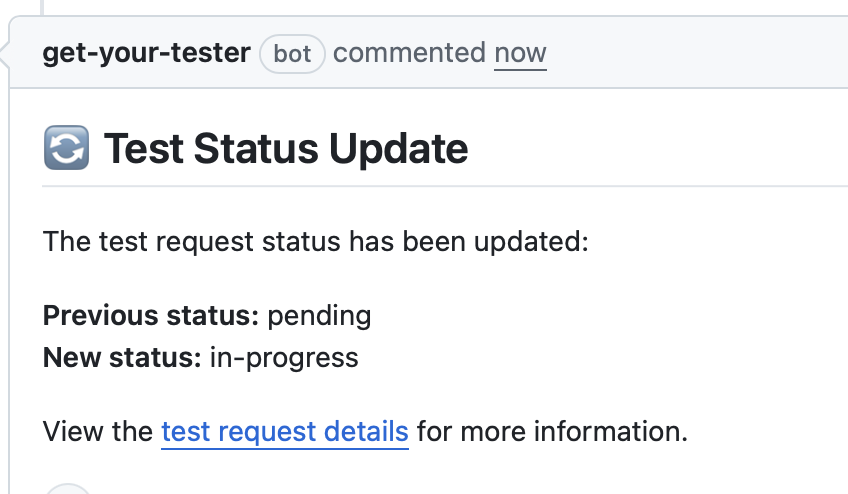 get-your-tester bot commented now
Test Status Update
The test request status has been updated:
Previous status: pending
New status: in-progress
View the test request details for more information.